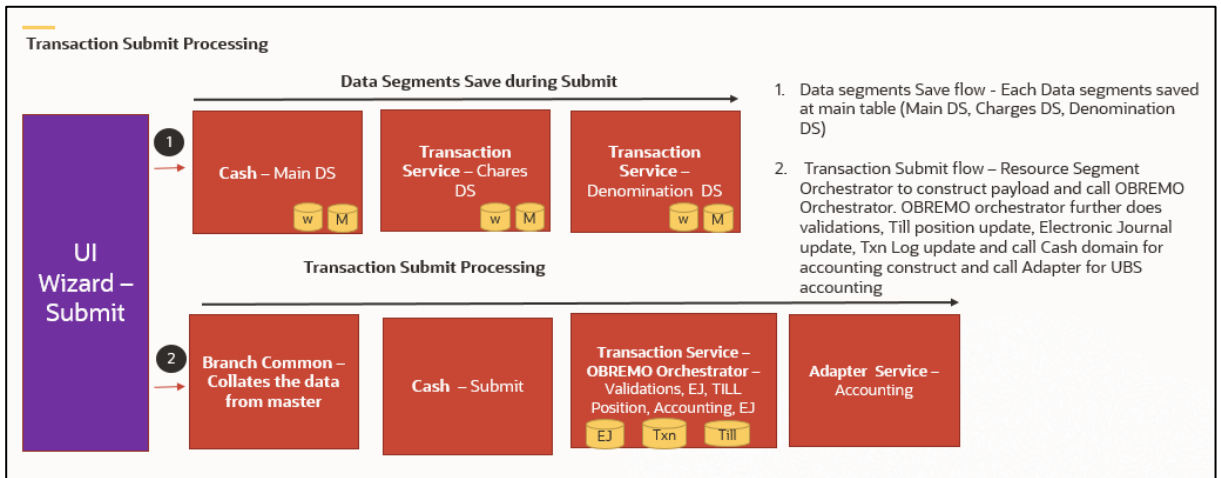 Transaction Submit Processing
Data Segments Save during Submit
UI
Wizard –
Submit
1
Cash – Main DS
w
M
Transaction
Service – Chares
DS
w
M
Transaction
Service –
Denomination DS
w
M
Transaction Submit Processing
2
Branch Common –
Collates the data
from master
Cash – Submit
Transaction Service –
OBREMO Orchestrator –
Validations, EJ, TILL
Position, Accounting, EJ
EJ
Txn
Till
Adapter Service –
Accounting
1. Data segments Save flow - Each Data segments saved
at main table (Main DS, Charges DS, Denomination
DS)
2. Transaction Submit flow – Resource Segment
Orchestrator to construct payload and call OBREMO
Orchestrator. OBREMO orchestrator further does
validations, Till position update, Electronic Journal
update, Txn Log update and call Cash domain for
accounting construct and call Adapter for UBS
accounting